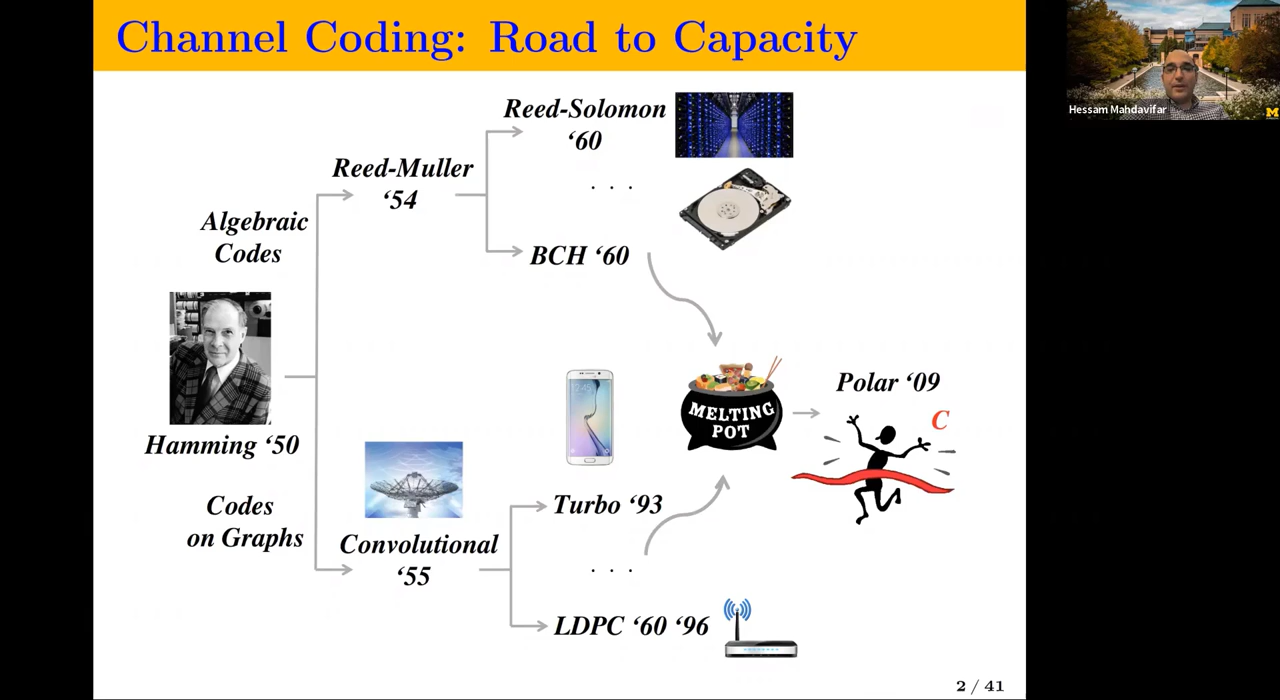 Channel Coding: Road to Capacity
Hessam Mahdavifar
M
Reed-Solomon
‘60
. . .
Reed-Muller
‘54
BCH ‘60
Algebraic
Codes
Hamming ‘50
Codes
on Graphs
Convolutional
‘55
Turbo ‘93
. . .
LDPC ‘60 ‘96
MELTING
POT
Polar ‘09
C
2 / 41